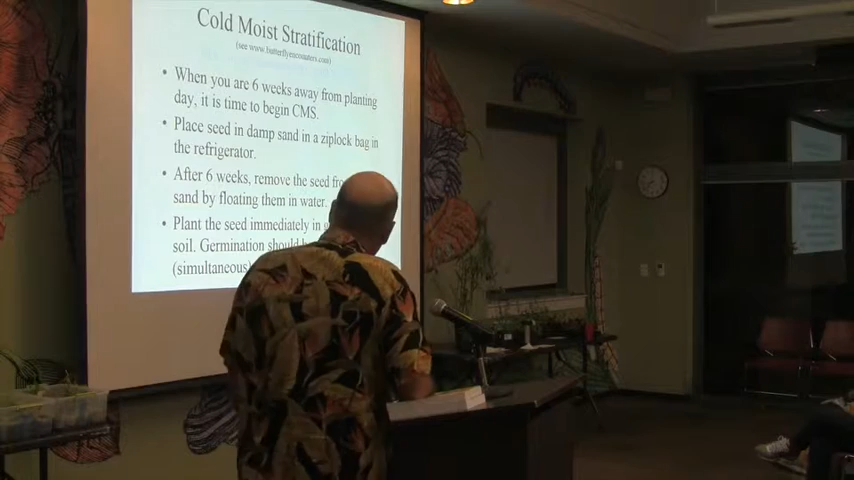 Cold Moist Stratification
(see www.butterflyencounters.com)
• When you are 6 weeks away from planting
day, it is time to begin CMS.
• Place seed in damp sand in a ziplock bag in
the refrigerator.
• After 6 weeks, remove the seed
sand by floating them in water.
• Plant the seed immediately in
soil. Germination should
(simultaneous